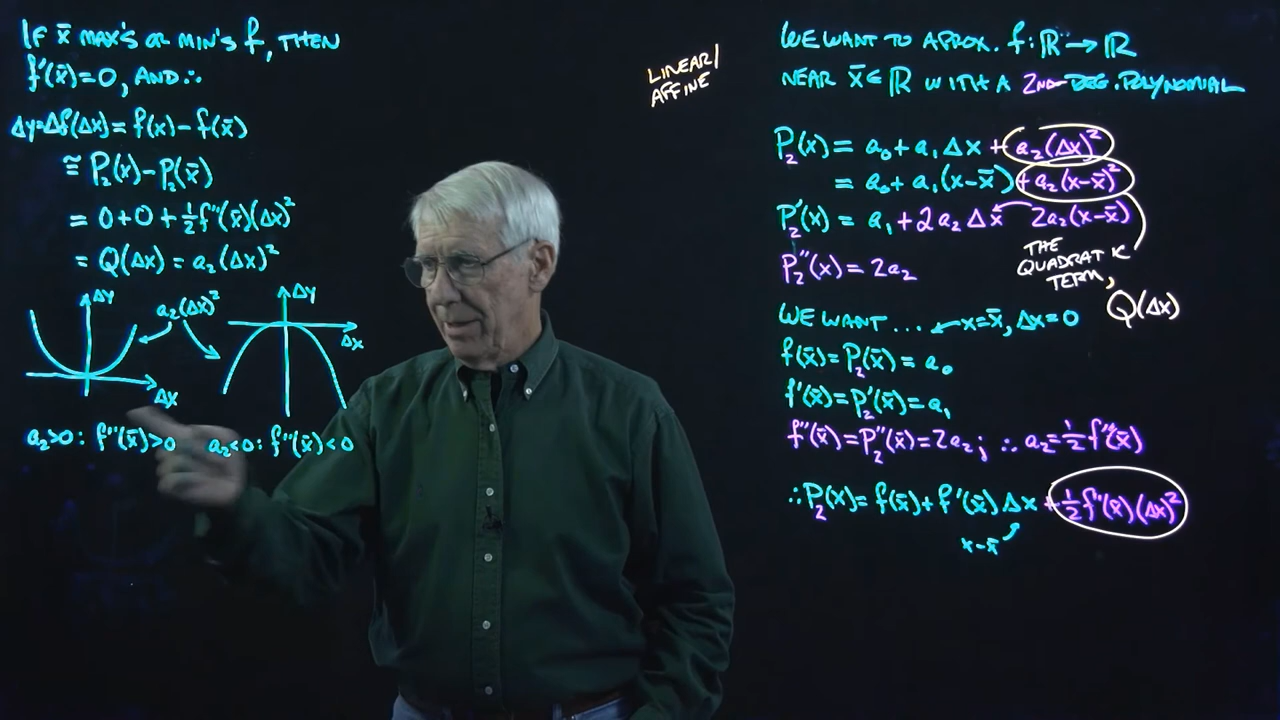 IF x̄ MAX'S OR MIN'S f, THEN
f'(x̄)=0, AND ∴
Δy=Δf(Δx)= f(x)-f(x̄)
≅ P₂(x)-P₂(x̄)
= 0+0+½f''(x̄)(Δx)²
= Q(Δx) = a₂(Δx)²
Δy
a₂(Δx)²
Δy
Δx
Δx
a₂>0: f''(x̄)>0
a₂<0: f''(x̄)<0
LINEAR/
AFFINE
WE WANT TO APROX. f: ℝ → ℝ
NEAR x̄ ∈ ℝ WITH A 2ND-DEG. POLYNOMIAL
P₂(x) = a₀+a₁Δx+a₂(Δx)²
= a₀+a₁(x-x̄)+a₂(x-x̄)²
P₂'(x) = a₁+2a₂Δx 2a₂(x-x̄)
P₂''(x)=2a₂
THE
QUADRATIC
TERM,
Q(Δx)
WE WANT... x=x̄, Δx=0
f(x̄)=P₂(x̄)=a₀
f'(x̄)=P₂'(x̄)=a₁
f''(x̄)=P₂''(x̄)=2a₂; ∴ a₂=½f''(x̄)
∴P₂(x)=f(x̄)+f'(x̄)Δx+½f''(x̄)(Δx)²
x-x̄